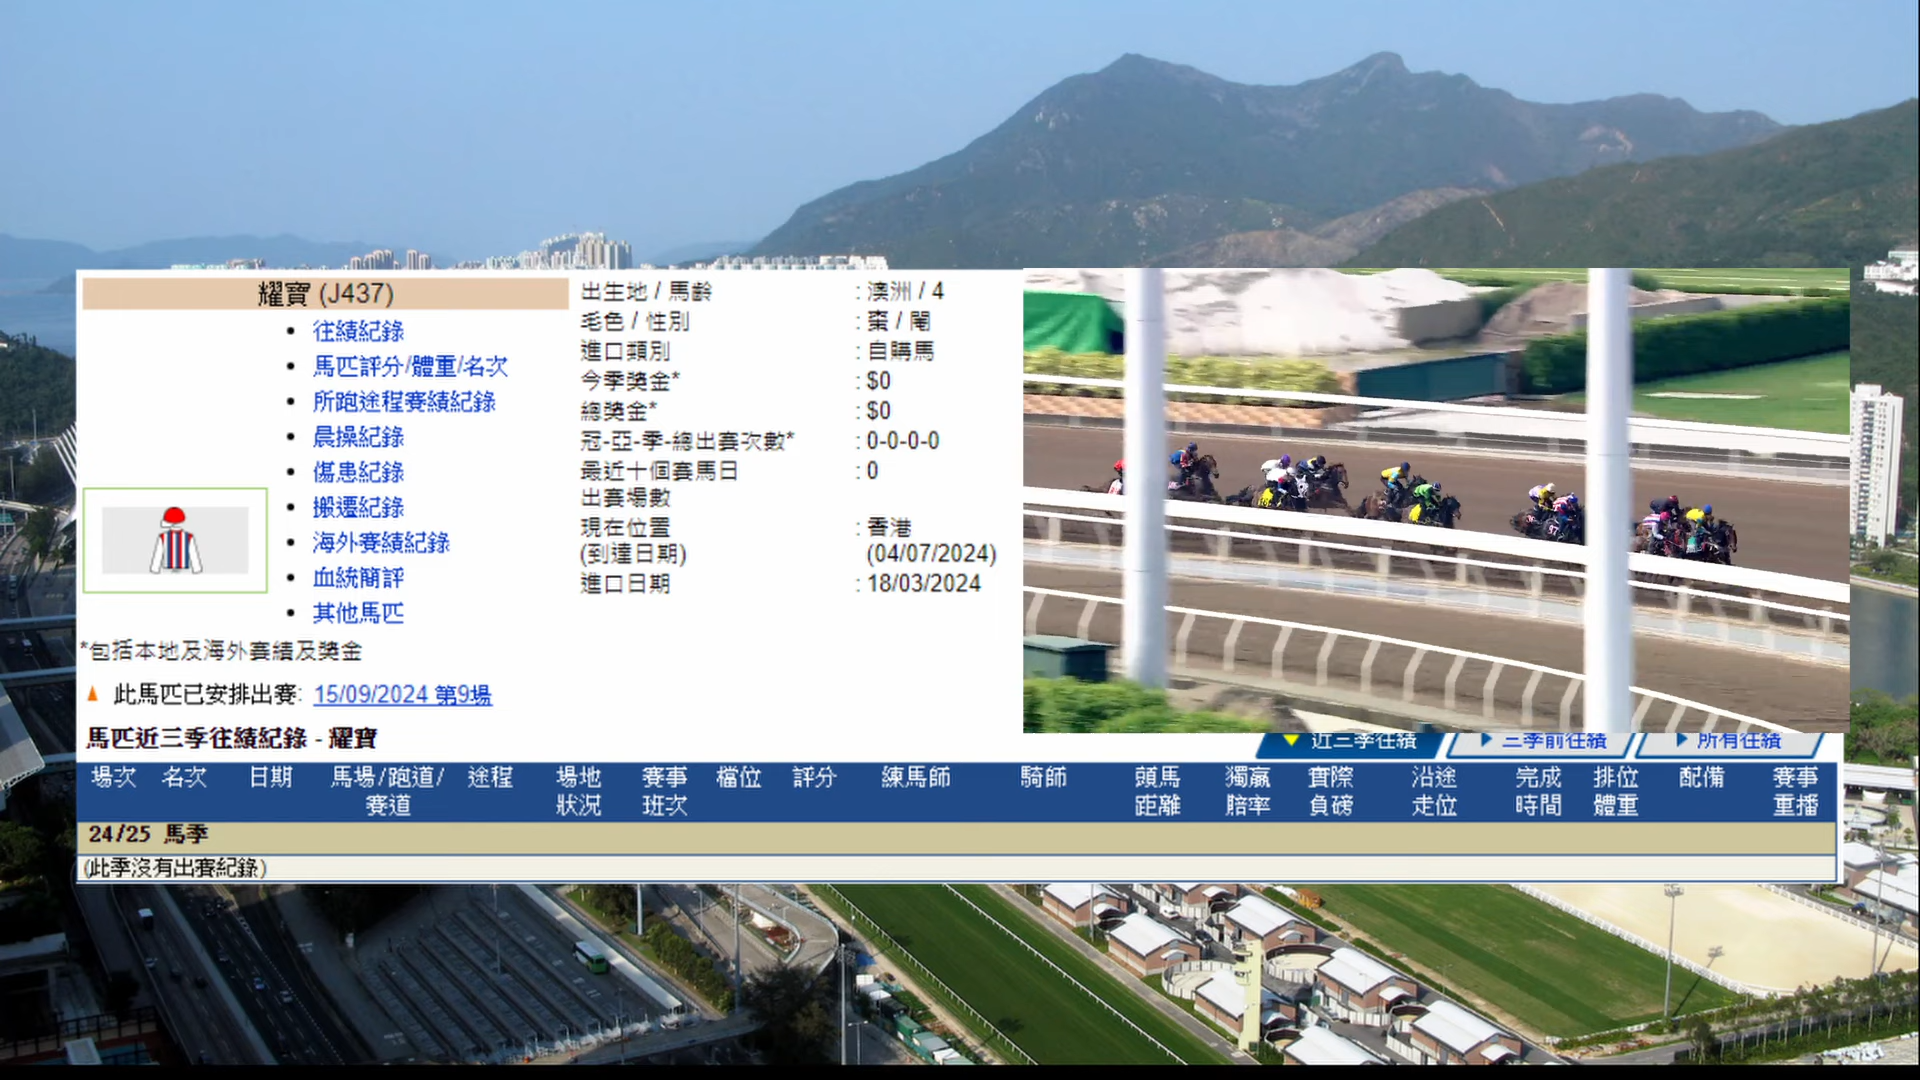 耀寶 (J437)
往績紀錄
馬匹評分/體重/名次
所跑途程賽績紀錄
晨操紀錄
傷患紀錄
搬遷紀錄
海外賽績紀錄
血統簡評
其他馬匹
*包括本地及海外賽績及獎金
此馬匹已安排出賽: 15/09/2024 第9場
出生地 / 馬齡 : 澳洲 / 4
毛色 / 性別 : 棗 / 閹
進口類別 : 自購馬
今季獎金* : $0
總獎金* : $0
冠-亞-季-總出賽次數* : 0-0-0-0
最近十個賽馬日 : 0
出賽場數
現在位置 : 香港
(到達日期) (04/07/2024)
進口日期 : 18/03/2024
馬匹近三季往績紀錄 - 耀寶
近三季往績 三季前往績 所有往績
場次 名次 日期 馬場/跑道/ 途程 場地 賽事 檔位 評分 練馬師 騎師 頭馬 獨贏 實際 沿途 完成 排位 配備 賽事
賽道 狀況 班次 距離 賠率 負磅 走位 時間 體重 重播
24/25 馬季
(此季沒有出賽紀錄)